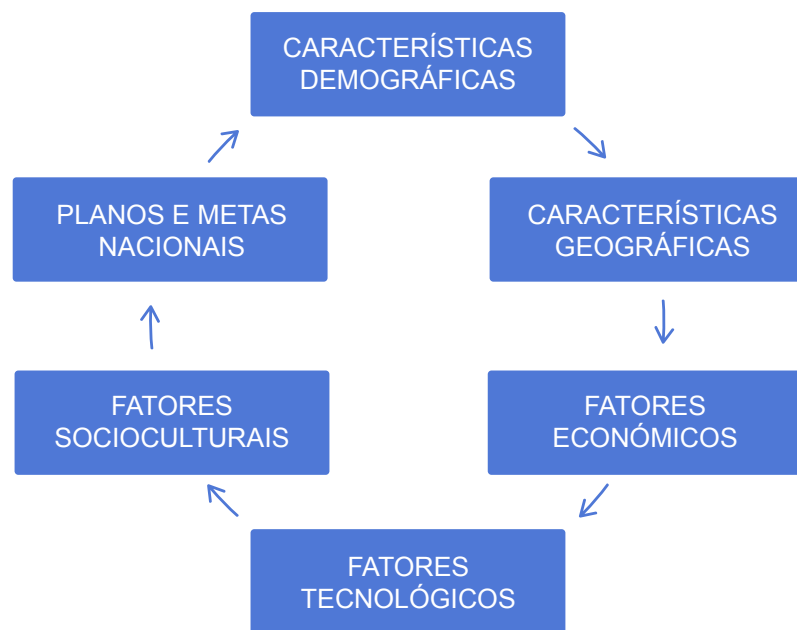 CARACTERÍSTICAS
DEMOGRÁFICAS
PLANOS E METAS
NACIONAIS
CARACTERÍSTICAS
GEOGRÁFICAS
FATORES
SOCIOCULTURAIS
FATORES
ECONÓMICOS
FATORES
TECNOLÓGICOS